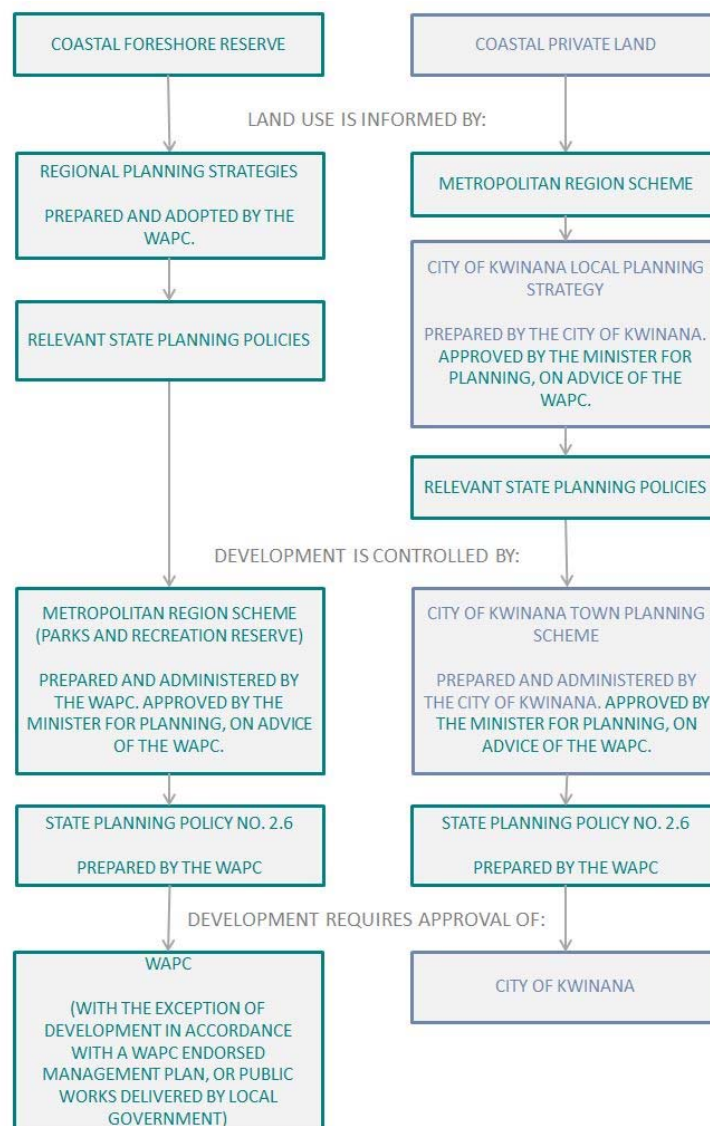 COASTAL FORESHORE RESERVE
COASTAL PRIVATE LAND
LAND USE IS INFORMED BY:
REGIONAL PLANNING STRATEGIES
PREPARED AND ADOPTED BY THE
WAPC.
RELEVANT STATE PLANNING POLICIES
METROPOLITAN REGION SCHEME
CITY OF KWINANA LOCAL PLANNING
STRATEGY
PREPARED BY THE CITY OF KWINANA.
APPROVED BY THE MINISTER FOR
PLANNING, ON ADVICE OF THE
WAPC.
RELEVANT STATE PLANNING POLICIES
DEVELOPMENT IS CONTROLLED BY:
METROPOLITAN REGION SCHEME
(PARKS AND RECREATION RESERVE)
PREPARED AND ADMINISTERED BY
THE WAPC. APPROVED BY THE
MINISTER FOR PLANNING, ON ADVICE
OF THE WAPC.
CITY OF KWINANA TOWN PLANNING
SCHEME
PREPARED AND ADMINISTERED BY
THE CITY OF KWINANA. APPROVED BY
THE MINISTER FOR PLANNING, ON
ADVICE OF THE WAPC.
STATE PLANNING POLICY NO. 2.6
PREPARED BY THE WAPC
STATE PLANNING POLICY NO. 2.6
PREPARED BY THE WAPC
DEVELOPMENT REQUIRES APPROVAL OF:
WAPC
(WITH THE EXCEPTION OF
DEVELOPMENT IN ACCORDANCE
WITH A WAPC ENDORSED
MANAGEMENT PLAN, OR PUBLIC
WORKS DELIVERED BY LOCAL
GOVERNMENT)
CITY OF KWINANA